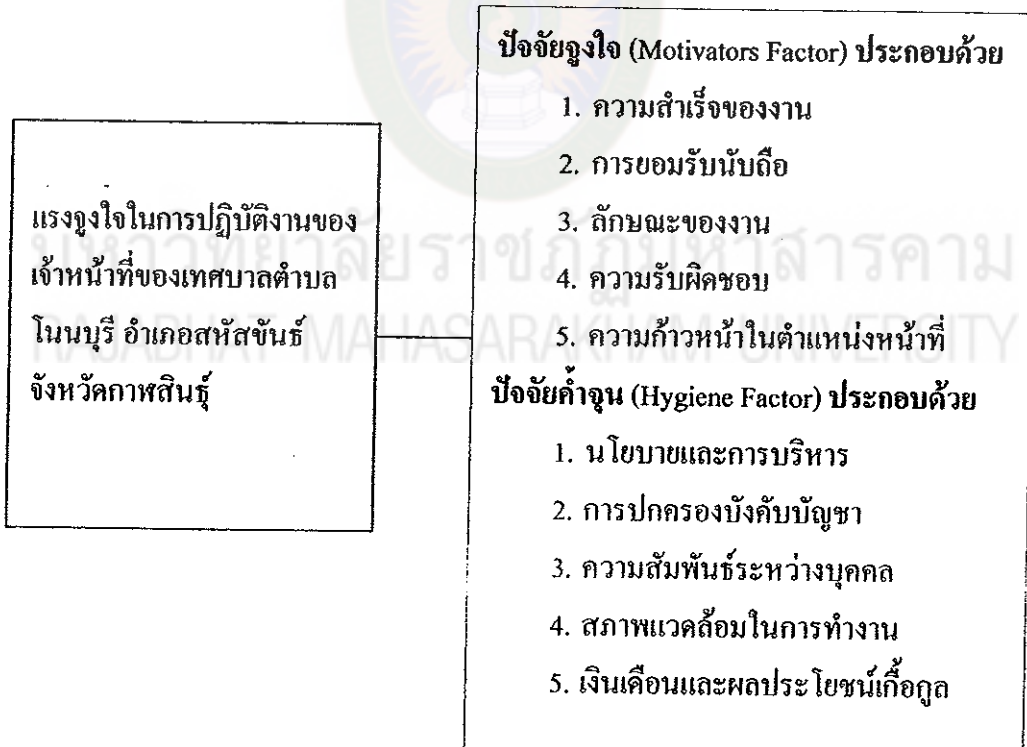 แรงจูงใจในการปฏิบัติงานของ
เจ้าหน้าที่ของเทศบาลตำบล
โนนบุรี อำเภอสหัสขันธ์
จังหวัดกาฬสินธุ์
ปัจจัยจูงใจ (Motivators Factor) ประกอบด้วย
1. ความสำเร็จของงาน
2. การยอมรับนับถือ
3. ลักษณะของงาน
4. ความรับผิดชอบ
5. ความก้าวหน้าในตำแหน่งหน้าที่
ปัจจัยค้ำจุน (Hygiene Factor) ประกอบด้วย
1. นโยบายและการบริหาร
2. การปกครองบังคับบัญชา
3. ความสัมพันธ์ระหว่างบุคคล
4. สภาพแวดล้อมในการทำงาน
5. เงินเดือนและผลประโยชน์เกื้อกูล
มหาวิทยาลัยราชภัฏมหาสารคาม
RAJABHAT MAHASARAKHAM UNIVERSITY